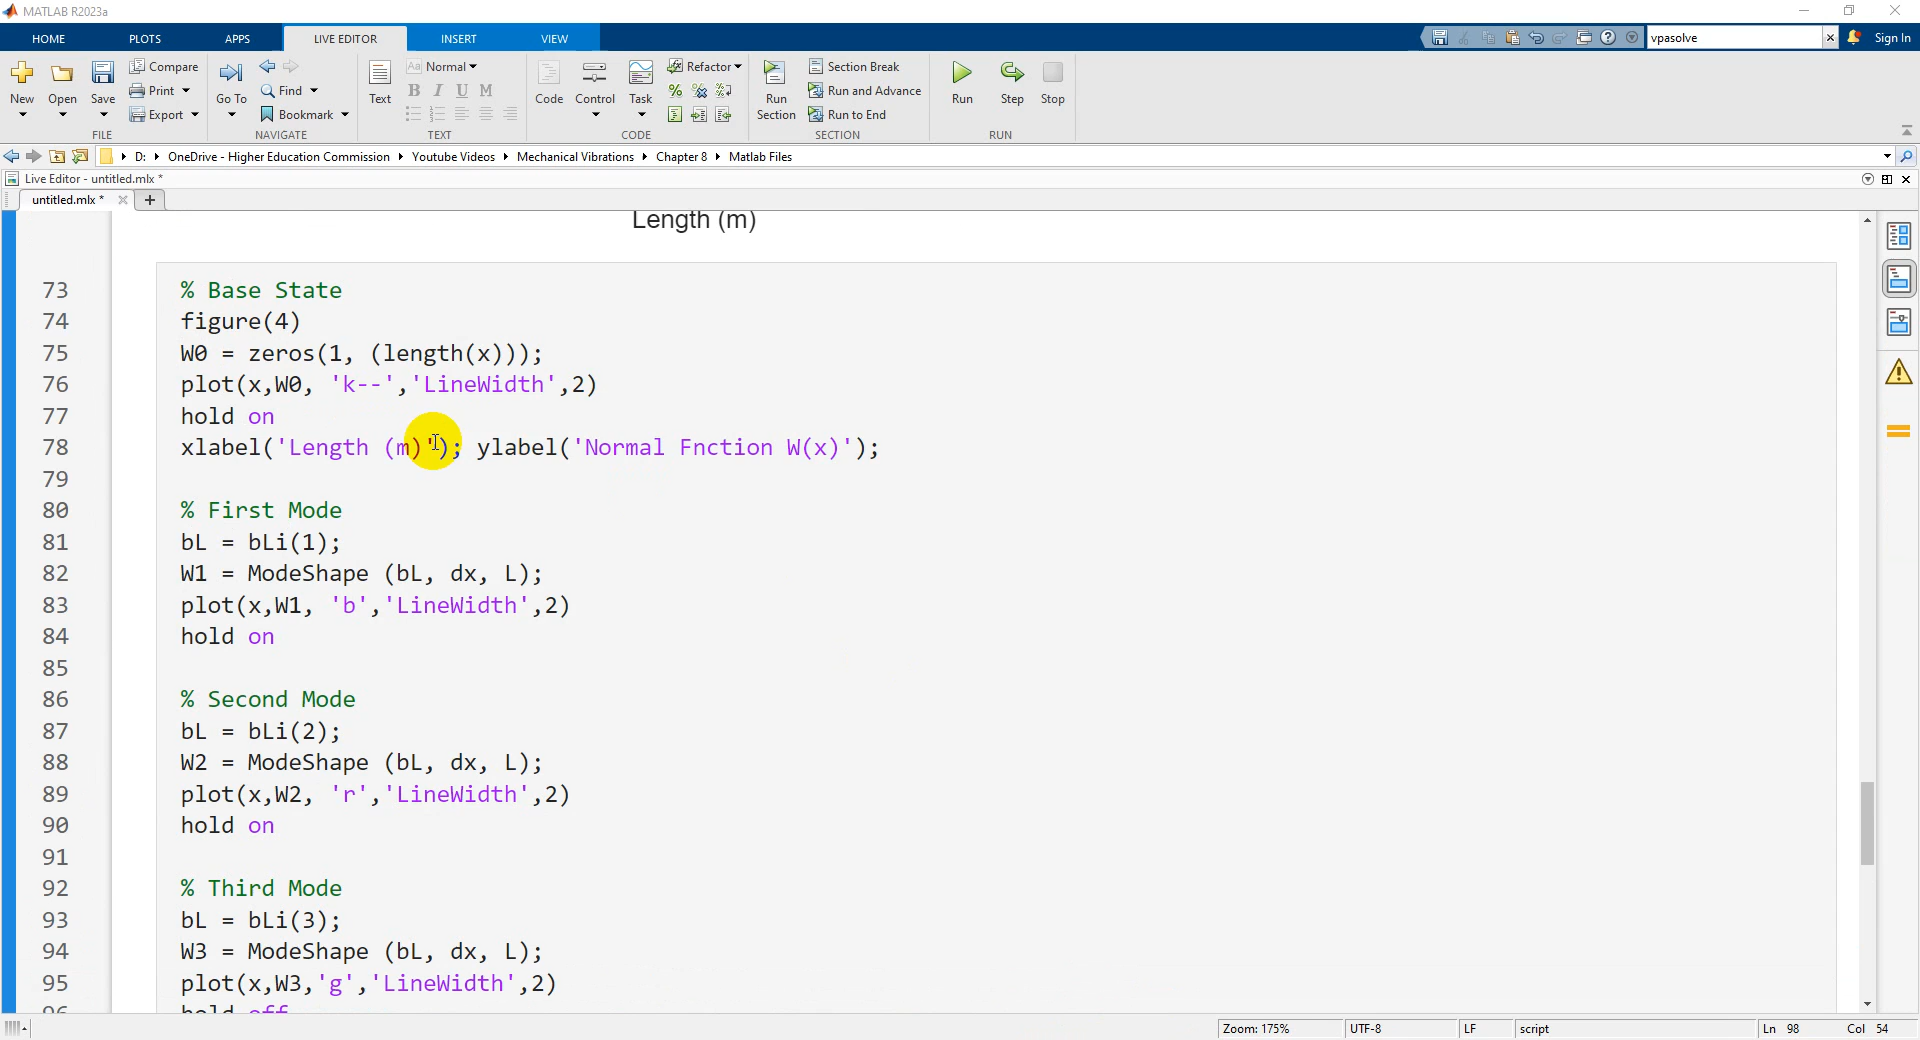 MATLAB R2023a
HOME PLOTS APPS LIVE EDITOR INSERT VIEW
vpasolve
Sign In
New
Open
Save
Compare
Print
Export
FILE
Go To
Find
Bookmark
NAVIGATE
Text
Aa Normal
B I U M
TEXT
Code
Control
Task
Refactor
CODE
Run Section
Section Break
Run and Advance
Run to End
SECTION
Run
Step
Stop
RUN
D: OneDrive - Higher Education Commission Youtube Videos Mechanical Vibrations Chapter 8 Matlab Files
Live Editor - untitled.mlx *
untitled.mlx *
Length (m)
73 % Base State
74 figure(4)
75 W0 = zeros(1, (length(x)));
76 plot(x,W0, 'k--','LineWidth',2)
77 hold on
78 xlabel('Length (m)'); ylabel('Normal Fnction W(x)');
79
80 % First Mode
81 bL = bLi(1);
82 W1 = ModeShape (bL, dx, L);
83 plot(x,W1, 'b','LineWidth',2)
84 hold on
85
86 % Second Mode
87 bL = bLi(2);
88 W2 = ModeShape (bL, dx, L);
89 plot(x,W2, 'r','LineWidth',2)
90 hold on
91
92 % Third Mode
93 bL = bLi(3);
94 W3 = ModeShape (bL, dx, L);
95 plot(x,W3,'g','LineWidth',2)
96 hold off
Zoom: 175% UTF-8 LF script Ln 98 Col 54